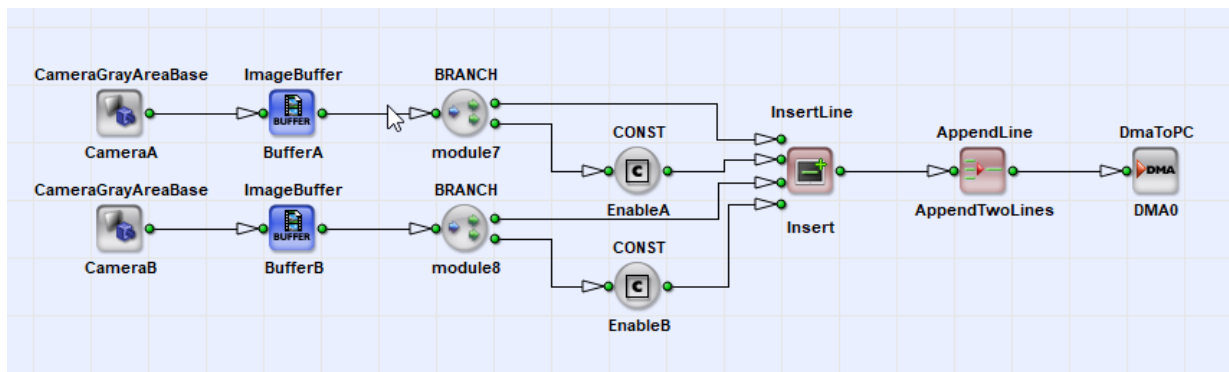 CameraGrayAreaBase ImageBuffer BRANCH
InsertLine AppendLine DmaToPC
CONST
BUFFER
C
DMA
CameraA BufferA module7
CameraGrayAreaBase ImageBuffer BRANCH
EnableA
Insert AppendTwoLines DMA0
CONST
BUFFER
C
CameraB BufferB module8
EnableB